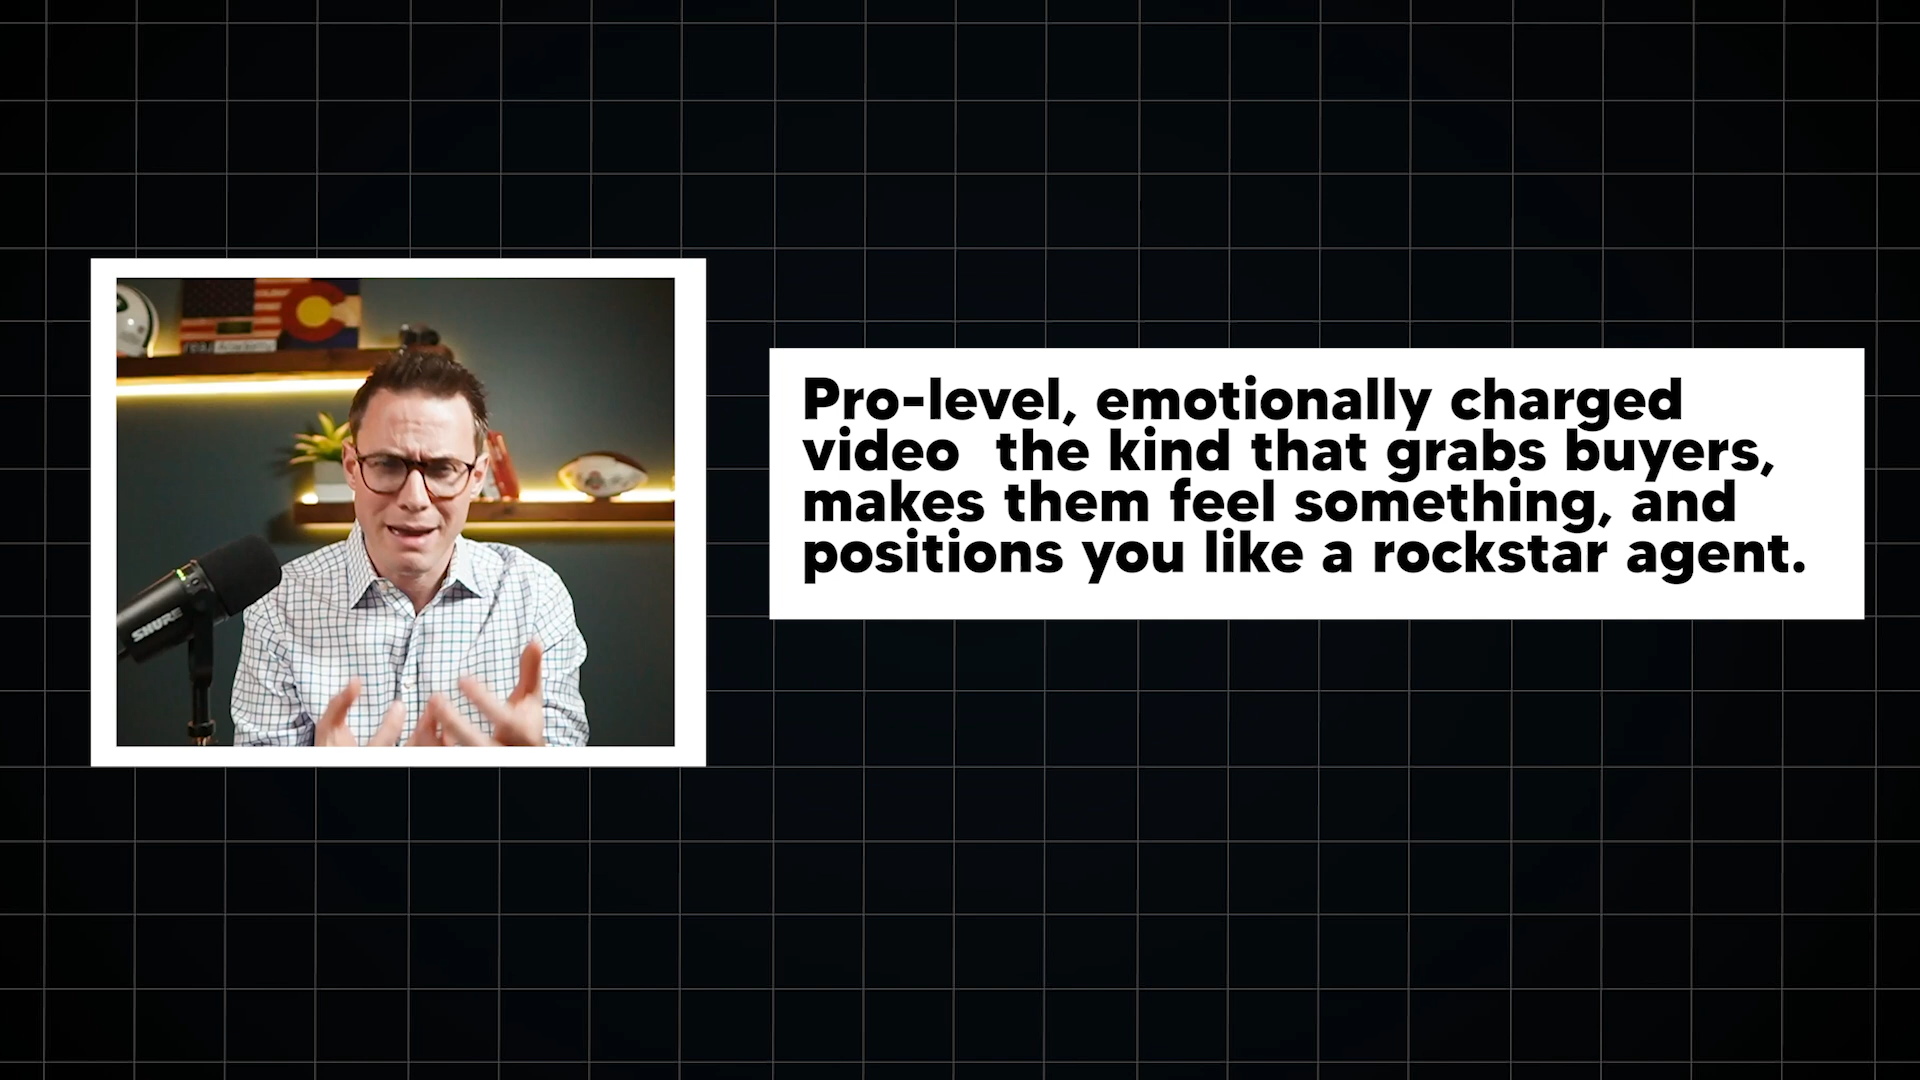 SHURE
Pro-level, emotionally charged
video  the kind that grabs buyers,
makes them feel something, and
positions you like a rockstar agent.